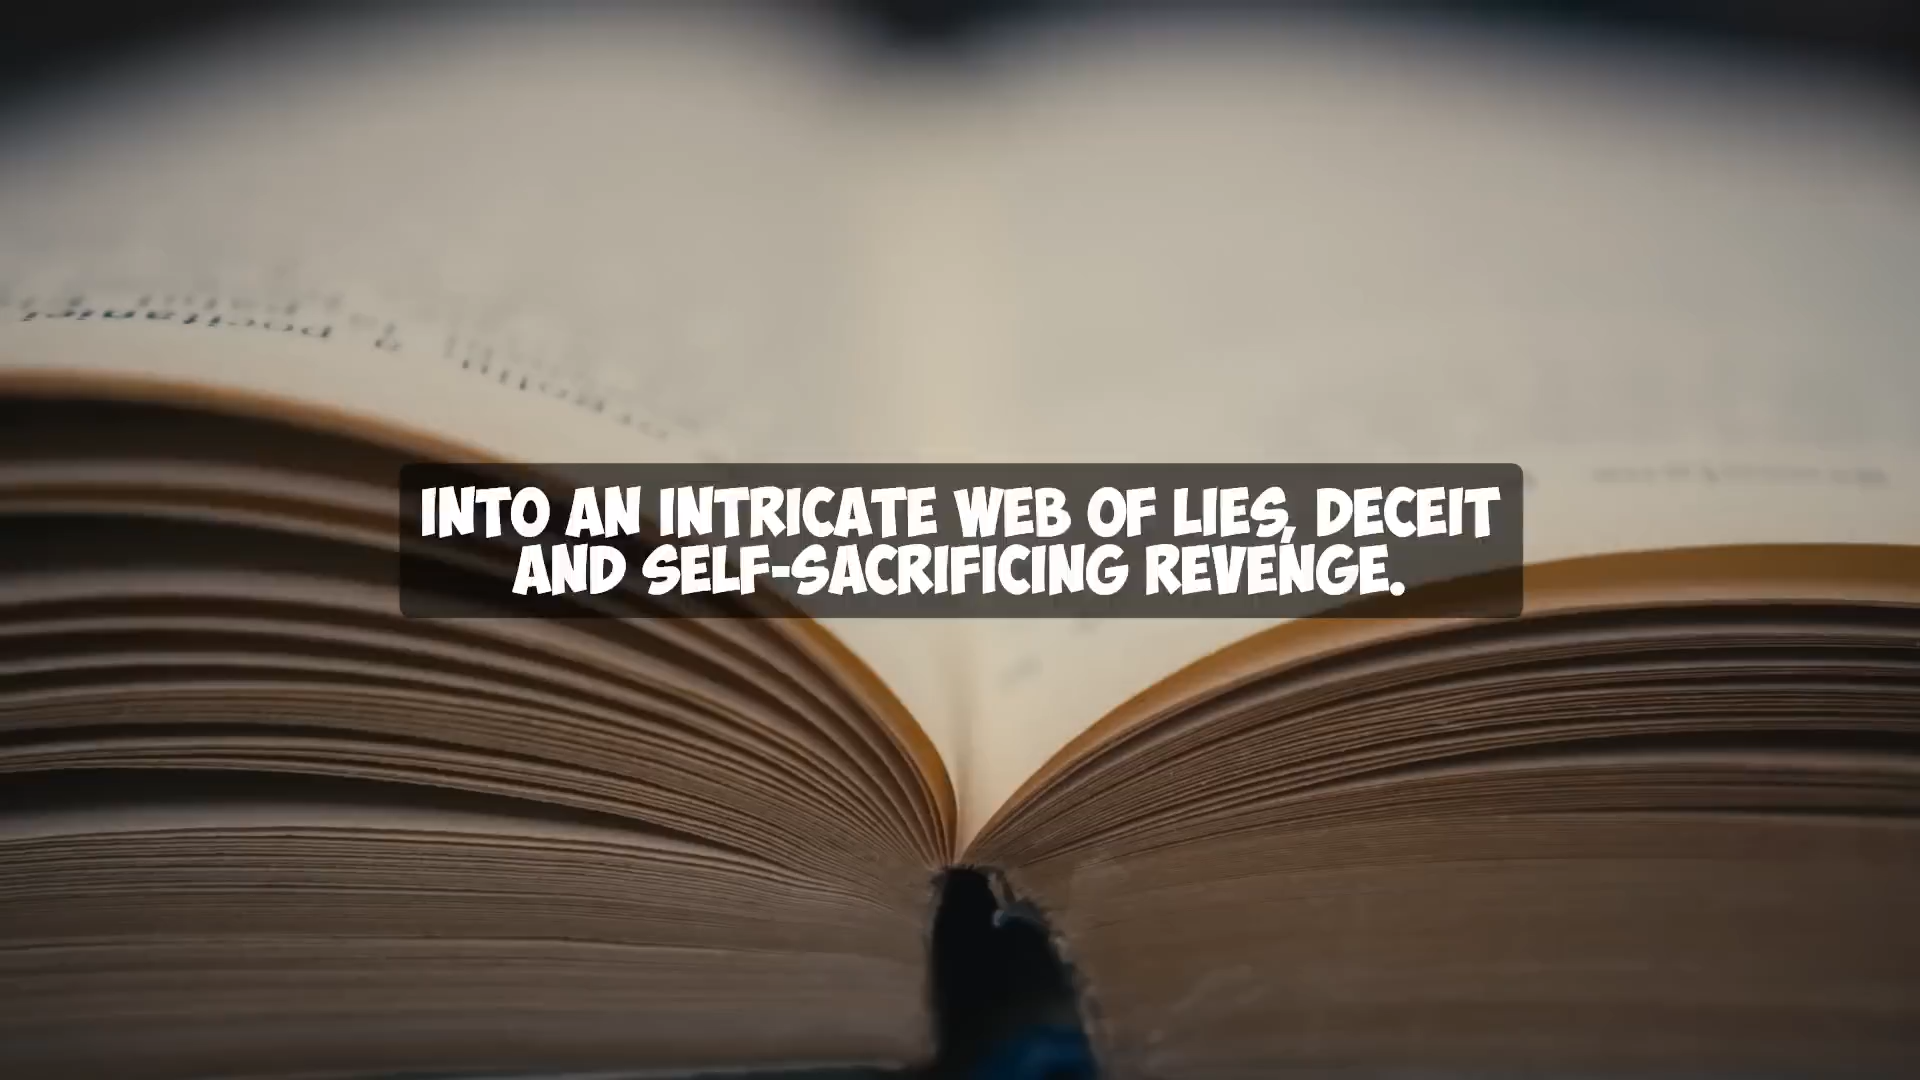 INTO AN INTRICATE WEB OF LIES, DECEIT
AND SELF-SACRIFICING REVENGE.